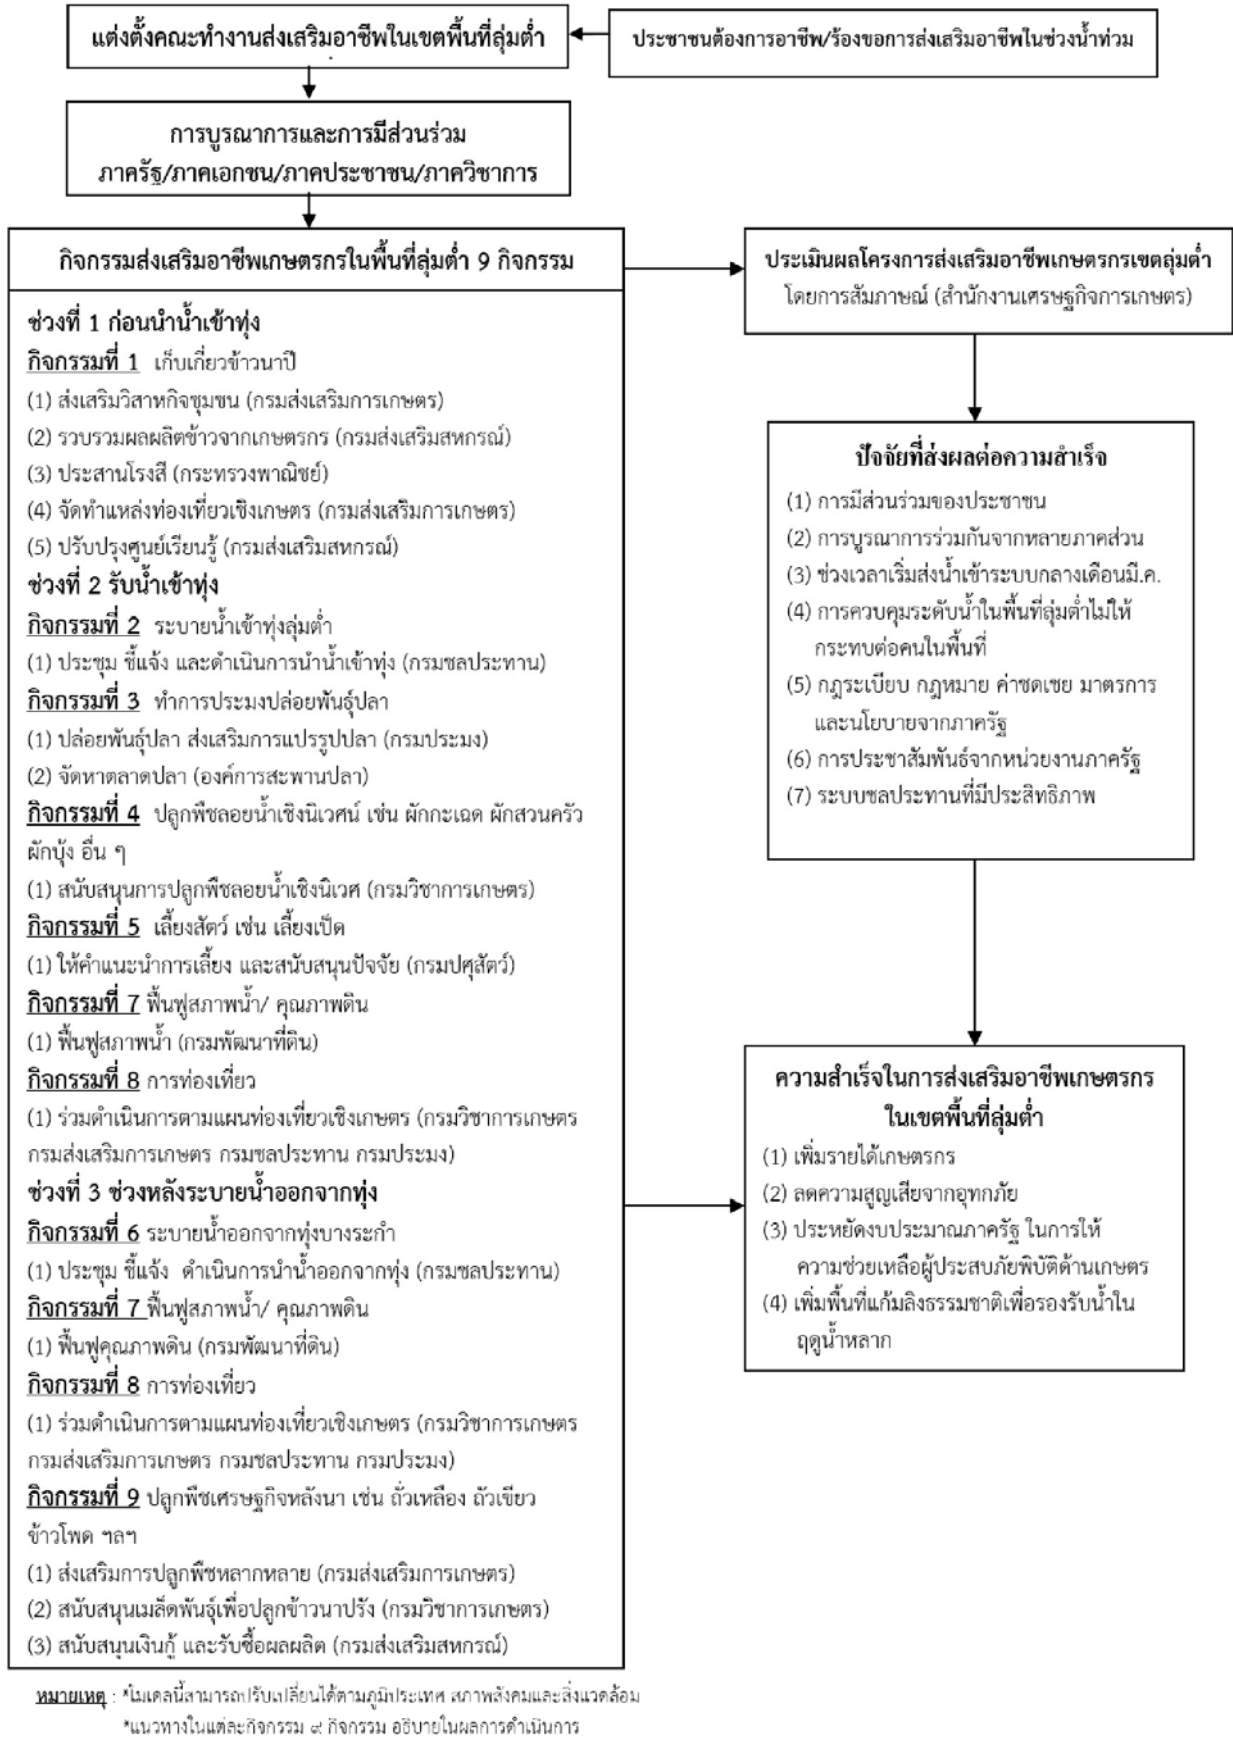 แต่งตั้งคณะทำงานส่งเสริมอาชีพในเขตพื้นที่ลุ่มต่ำ
ประชาชนต้องการอาชีพ/ร้องขอการส่งเสริมอาชีพในช่วงน้ำท่วม
การบูรณาการและการมีส่วนร่วม
ภาครัฐ/ภาคเอกชน/ภาคประชาชน/ภาควิชาการ
กิจกรรมส่งเสริมอาชีพเกษตรกรในพื้นที่ลุ่มต่ำ 9 กิจกรรม
ช่วงที่ 1 ก่อนนำน้ำเข้าทุ่ง
กิจกรรมที่ 1 เก็บเกี่ยวข้าวนาปี
(1) ส่งเสริมวิสาหกิจชุมชน (กรมส่งเสริมการเกษตร)
(2) รวบรวมผลผลิตข้าวจากเกษตรกร (กรมส่งเสริมสหกรณ์)
(3) ประสานโรงสี (กระทรวงพาณิชย์)
(4) จัดทำแหล่งท่องเที่ยวเชิงเกษตร (กรมส่งเสริมการเกษตร)
(5) ปรับปรุงศูนย์เรียนรู้ (กรมส่งเสริมสหกรณ์)
ช่วงที่ 2 รับน้ำเข้าทุ่ง
กิจกรรมที่ 2 ระบายน้ำเข้าทุ่งลุ่มต่ำ
(1) ประชุม ชี้แจง และดำเนินการนำน้ำเข้าทุ่ง (กรมชลประทาน)
กิจกรรมที่ 3 ทำการประมงปล่อยพันธุ์ปลา
(1) ปล่อยพันธุ์ปลา ส่งเสริมการแปรรูปปลา (กรมประมง)
(2) จัดหาตลาดปลา (องค์การสะพานปลา)
กิจกรรมที่ 4 ปลูกพืชลอยน้ำเชิงนิเวศน์ เช่น ผักกะเฉด ผักสวนครัว
ผักบุ้ง อื่น ๆ
(1) สนับสนุนการปลูกพืชลอยน้ำเชิงนิเวศ (กรมวิชาการเกษตร)
กิจกรรมที่ 5 เลี้ยงสัตว์ เช่น เลี้ยงเป็ด
(1) ให้คำแนะนำการเลี้ยง และสนับสนุนปัจจัย (กรมปศุสัตว์)
กิจกรรมที่ 7 ฟื้นฟูสภาพน้ำ/ คุณภาพดิน
(1) ฟื้นฟูสภาพน้ำ (กรมพัฒนาที่ดิน)
กิจกรรมที่ 8 การท่องเที่ยว
(1) ร่วมดำเนินการตามแผนท่องเที่ยวเชิงเกษตร (กรมวิชาการเกษตร
กรมส่งเสริมการเกษตร กรมชลประทาน กรมประมง)
ช่วงที่ 3 ช่วงหลังระบายน้ำออกจากทุ่ง
กิจกรรมที่ 6 ระบายน้ำออกจากทุ่งบางระกำ
(1) ประชุม ชี้แจง ดำเนินการนำน้ำออกจากทุ่ง (กรมชลประทาน)
กิจกรรมที่ 7 ฟื้นฟูสภาพน้ำ/ คุณภาพดิน
(1) ฟื้นฟูคุณภาพดิน (กรมพัฒนาที่ดิน)
กิจกรรมที่ 8 การท่องเที่ยว
(1) ร่วมดำเนินการตามแผนท่องเที่ยวเชิงเกษตร (กรมวิชาการเกษตร
กรมส่งเสริมการเกษตร กรมชลประทาน กรมประมง)
กิจกรรมที่ 9 ปลูกพืชเศรษฐกิจหลังนา เช่น ถั่วเหลือง ถัวเขียว
ข้าวโพด ฯลฯ
(1) ส่งเสริมการปลูกพืชหลากหลาย (กรมส่งเสริมการเกษตร)
(2) สนับสนุนเมล็ดพันธุ์เพื่อปลูกข้าวนาปรัง (กรมวิชาการเกษตร)
(3) สนับสนุนเงินกู้ และรับซื้อผลผลิต (กรมส่งเสริมสหกรณ์)
ประเมินผลโครงการส่งเสริมอาชีพเกษตรกรเขตลุ่มต่ำ
โดยการสัมภาษณ์ (สำนักงานเศรษฐกิจการเกษตร)
ปัจจัยที่ส่งผลต่อความสำเร็จ
(1) การมีส่วนร่วมของประชาชน
(2) การบูรณาการร่วมกันจากหลายภาคส่วน
(3) ช่วงเวลาเริ่มส่งน้ำเข้าระบบกลางเดือนมี.ค.
(4) การควบคุมระดับน้ำในพื้นที่ลุ่มต่ำไม่ให้
กระทบต่อคนในพื้นที่
(5) กฎระเบียบ กฎหมาย ค่าชดเชย มาตรการ
และนโยบายจากภาครัฐ
(6) การประชาสัมพันธ์จากหน่วยงานภาครัฐ
(7) ระบบชลประทานที่มีประสิทธิภาพ
ความสำเร็จในการส่งเสริมอาชีพเกษตรกร
ในเขตพื้นที่ลุ่มต่ำ
(1) เพิ่มรายได้เกษตรกร
(2) ลดความสูญเสียจากอุทกภัย
(3) ประหยัดงบประมาณภาครัฐ ในการให้
ความช่วยเหลือผู้ประสบภัยพิบัติด้านเกษตร
(4) เพิ่มพื้นที่แก้มลิงธรรมชาติเพื่อรองรับน้ำใน
ฤดูน้ำหลาก
หมายเหตุ : *โมเดลนี้สามารถปรับเปลี่ยนได้ตามภูมิประเทศ สภาพสังคมและสิ่งแวดล้อม
*แนวทางในแต่ละกิจกรรม ๙ กิจกรรม อธิบายในผลการดำเนินการ